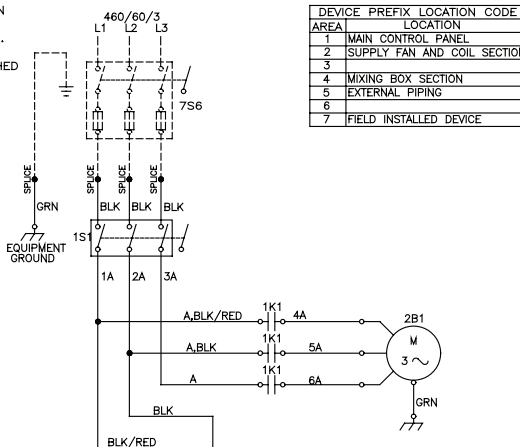 N
.
HED
460/60/3
L1 L2 L3
7S6
SPLICE SPLICE SPLICE SPLICE
GRN BLK BLK BLK
EQUIPMENT
GROUND
1S1
1A 2A 3A
A,BLK/RED 1K1 4A
A,BLK 1K1 5A
A 1K1 6A
2B1
M
3
GRN
BLK
BLK/RED
DEVICE PREFIX LOCATION CODE
AREA LOCATION
1 MAIN CONTROL PANEL
2 SUPPLY FAN AND COIL SECTION
3
4 MIXING BOX SECTION
5 EXTERNAL PIPING
6
7 FIELD INSTALLED DEVICE